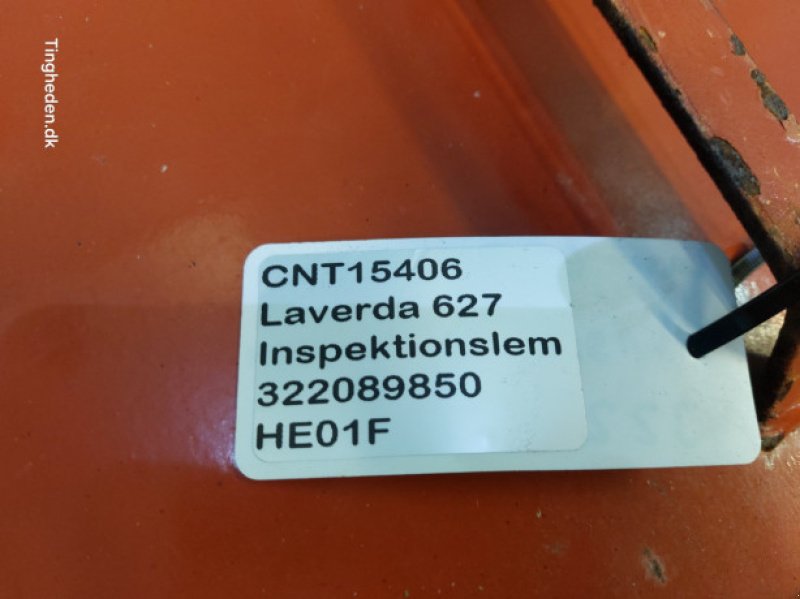 Tingheden.dk
CNT15406
Laverda 627
Inspektionslem
322089850
HE01F